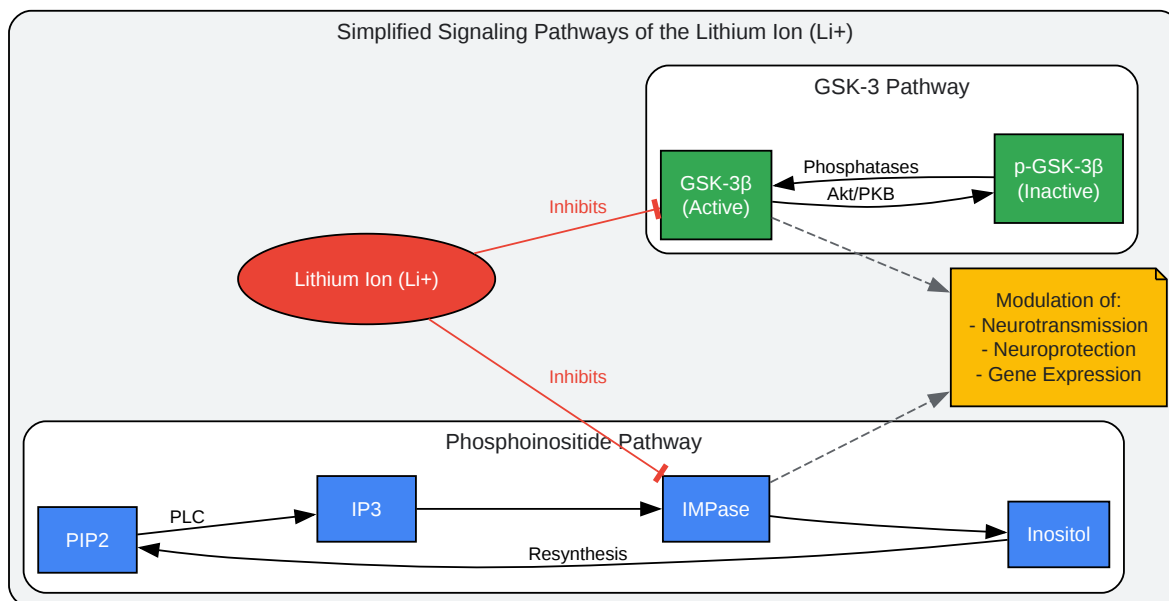 Simplified Signaling Pathways of the Lithium Ion (Li+)
GSK-3 Pathway
GSK-3β
(Active)
Phosphatases
Akt/PKB
p-GSK-3β
(Inactive)
Inhibits
Lithium Ion (Li+)
Modulation of:
- Neurotransmission
- Neuroprotection
- Gene Expression
Inhibits
Phosphoinositide Pathway
PIP2
PLC
IP3
IMPase
Inositol
Resynthesis